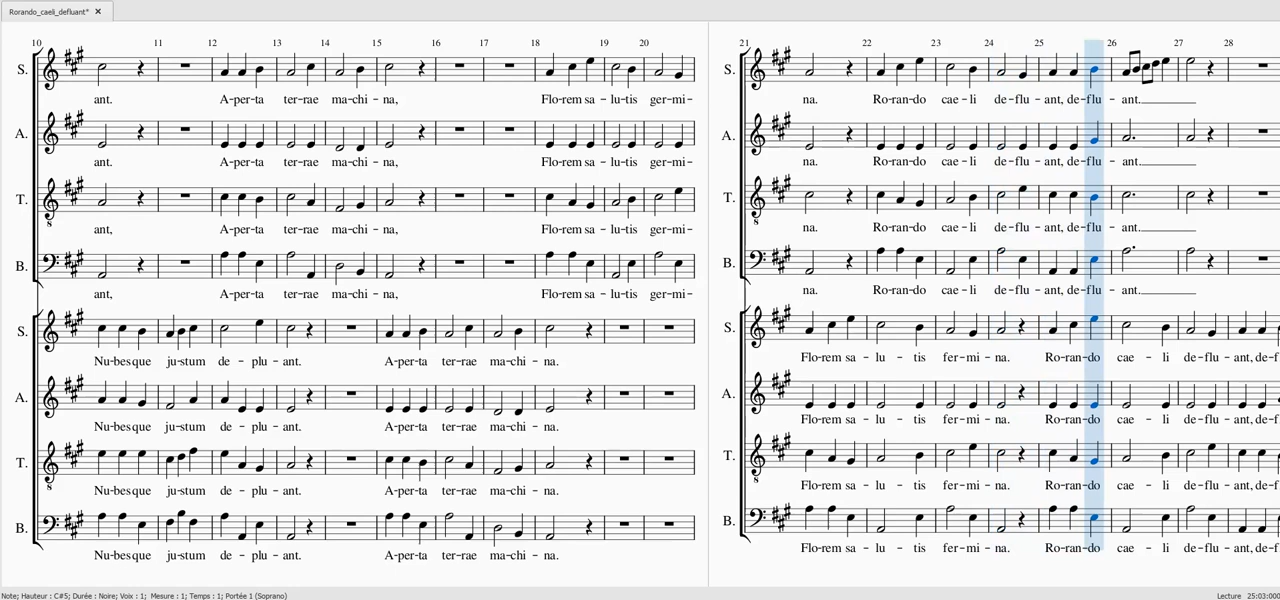 Rorando_caeli_defluant* ✕
10 11 12 13 14 15 16 17 18 19 20
S.
ant. A-per-ta ter-rae ma-chi-na, Flo-rem sa-lu-tis ger-mi-
A.
ant. A-per-ta ter-rae ma-chi-na, Flo-rem sa-lu-tis ger-mi-
T.
ant, A-per-ta ter-rae ma-chi-na, Flo-rem sa-lu-tis ger-mi-
B.
ant, A-per-ta ter-rae ma-chi-na, Flo-rem sa-lu-tis ger-mi-
S.
Nu-bes que ju-stum de-plu-ant. A-per-ta ter-rae ma-chi-na.
A.
Nu-bes que ju-stum de-plu-ant. A-per-ta ter-rae ma-chi-na.
T.
Nu-bes que ju-stum de-plu-ant. A-per-ta ter-rae ma-chi-na.
B.
Nu-bes que ju-stum de-plu-ant. A-per-ta ter-rae ma-chi-na.
21 22 23 24 25 26 27 28
S.
na. Ro-ran-do cae-li de-flu-ant, de-flu-ant.
A.
na. Ro-ran-do cae-li de-flu-ant, de-flu-ant.
T.
na. Ro-ran-do cae-li de-flu-ant, de-flu-ant.
B.
na. Ro-ran-do cae-li de-flu-ant, de-flu-ant.
S.
Flo-rem sa-lu-tis fer-mi-na. Ro-ran-do cae-li de-flu-ant, de-f
A.
Flo-rem sa-lu-tis fer-mi-na. Ro-ran-do cae-li de-flu-ant, de-f
T.
Flo-rem sa-lu-tis fer-mi-na. Ro-ran-do cae-li de-flu-ant, de-f
B.
Flo-rem sa-lu-tis fer-mi-na. Ro-ran-do cae-li de-flu-ant, de-f
Note; Hauteur : C#5; Durée : Noire; Voix : 1; Mesure : 1; Temps : 1; Portée 1 (Soprano) Lecture 25:03:000